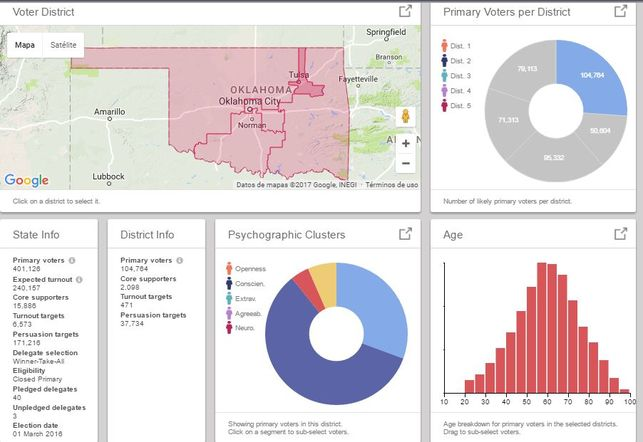 Voter District
Mapa
Satélite
Springfield
Branson
Tulsa
Fayetteville
OKLAHOMA
Oklahoma City
Amarillo
Norman
Lubbock
Google
Datos de mapas ©2017 Google, INEGI
Términos de uso
Click on a district to select it.
Primary Voters per District
Dist. 1
Dist. 2
Dist. 3
Dist. 4
Dist. 5
79,113
104,764
71,313
50,604
95,332
Number of likely primary voters per district.
State Info
Primary voters
401,126
Expected turnout
240,157
Core supporters
15,886
Turnout targets
6,573
Persuasion targets
171,216
Delegate selection
Winner-Take-All
Eligibility
Closed Primary
Pledged delegates
40
Unpledged delegates
3
Election date
01 March 2016
District Info
Primary voters
104,764
Core supporters
2,098
Turnout targets
471
Persuasion targets
37,734
Psychographic Clusters
Openness
Conscien.
Extrav.
Agreeab.
Neuro.
Showing primary voters in this district.
Click on a segment to sub-select voters.
Age
10 20 30 40 50 60 70 80 90 100
Age breakdown for primary voters in the selected districts.
Drag to sub-select voters.